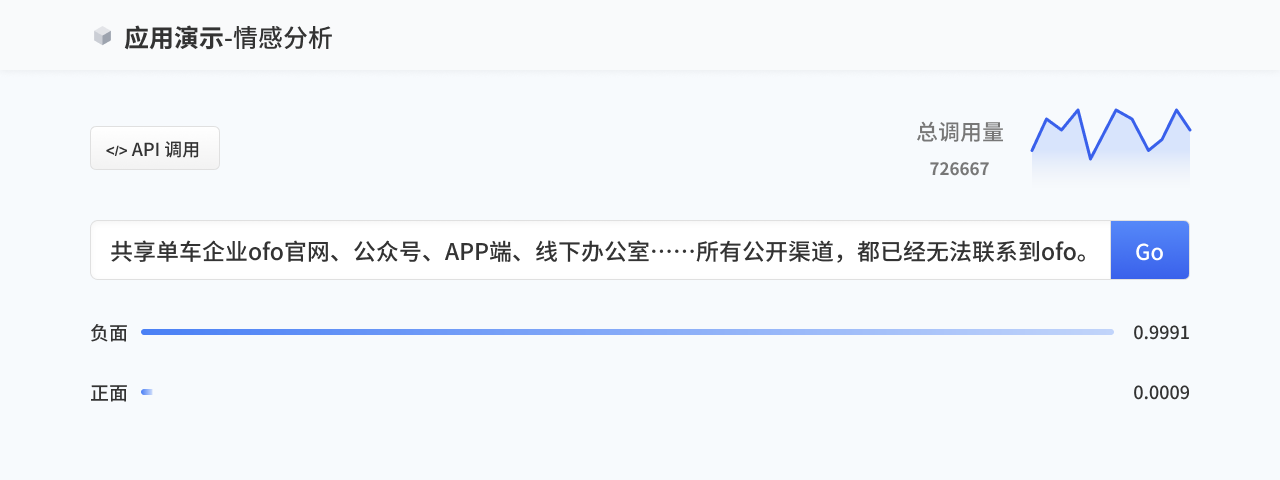 应用演示-情感分析
</> API 调用
总调用量
726667
共享单车企业ofo官网、公众号、APP端、线下办公室……所有公开渠道，都已经无法联系到ofo。
Go
负面 0.9991
正面 0.0009